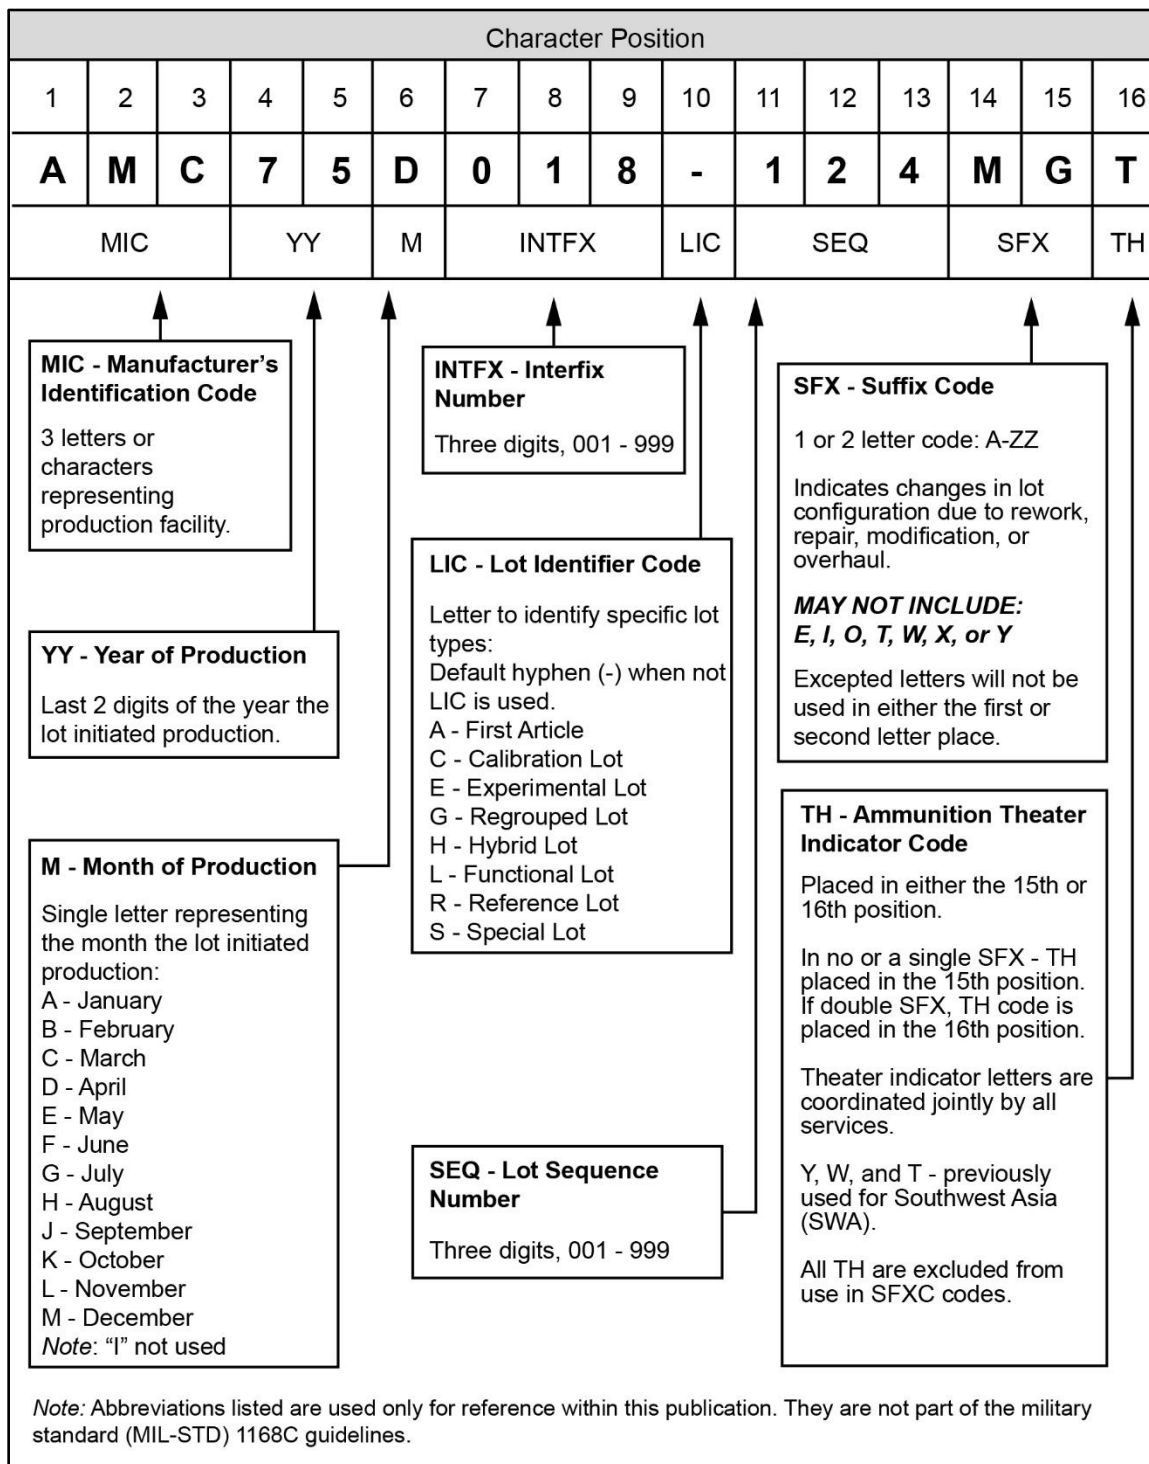 Character Position
1 2 3 4 5 6 7 8 9 10 11 12 13 14 15 16
A M C 7 5 D 0 1 8 - 1 2 4 M G T
MIC YY M INTFX LIC SEQ SFX TH
MIC - Manufacturer's
Identification Code
3 letters or
characters
representing
production facility.
YY - Year of Production
Last 2 digits of the year the
lot initiated production.
M - Month of Production
Single letter representing
the month the lot initiated
production:
A - January
B - February
C - March
D - April
E - May
F - June
G - July
H - August
J - September
K - October
L - November
M - December
Note: “I” not used
INTFX - Interfix
Number
Three digits, 001 - 999
LIC - Lot Identifier Code
Letter to identify specific lot
types:
Default hyphen (-) when not
LIC is used.
A - First Article
C - Calibration Lot
E - Experimental Lot
G - Regrouped Lot
H - Hybrid Lot
L - Functional Lot
R - Reference Lot
S - Special Lot
SEQ - Lot Sequence
Number
Three digits, 001 - 999
SFX - Suffix Code
1 or 2 letter code: A-ZZ
Indicates changes in lot
configuration due to rework,
repair, modification, or
overhaul.
MAY NOT INCLUDE:
E, I, O, T, W, X, or Y
Excepted letters will not be
used in either the first or
second letter place.
TH - Ammunition Theater
Indicator Code
Placed in either the 15th or
16th position.
In no or a single SFX - TH
placed in the 15th position.
If double SFX, TH code is
placed in the 16th position.
Theater indicator letters are
coordinated jointly by all
services.
Y, W, and T - previously
used for Southwest Asia
(SWA).
All TH are excluded from
use in SFXC codes.
Note: Abbreviations listed are used only for reference within this publication. They are not part of the military
standard (MIL-STD) 1168C guidelines.